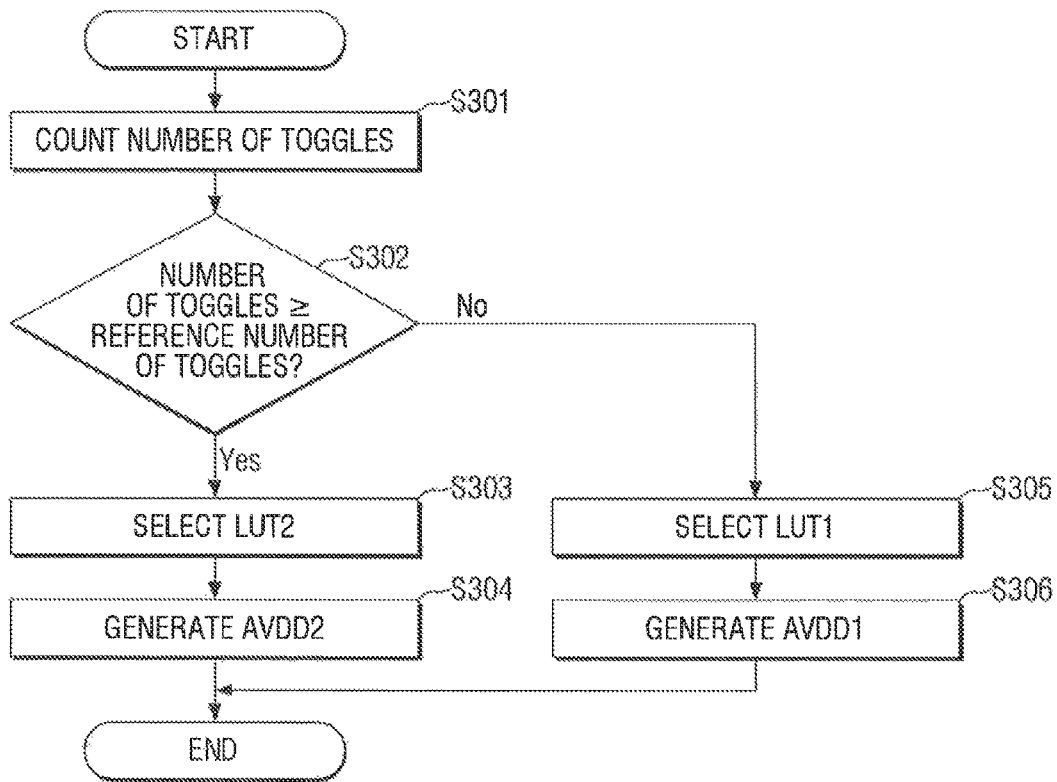 START
S301
COUNT NUMBER OF TOGGLES
S302
NUMBER
OF TOGGLES ≥
REFERENCE NUMBER
OF TOGGLES?
No
Yes
S303
SELECT LUT2
S305
SELECT LUT1
S304
GENERATE AVDD2
S306
GENERATE AVDD1
END